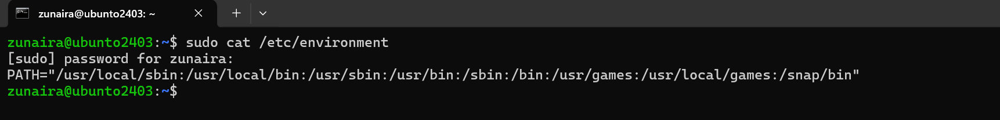 zunaira@ubunto2403: ~
zunaira@ubunto2403:~$ sudo cat /etc/environment
[sudo] password for zunaira:
PATH="/usr/local/sbin:/usr/local/bin:/usr/sbin:/usr/bin:/sbin:/bin:/usr/games:/usr/local/games:/snap/bin"
zunaira@ubunto2403:~$